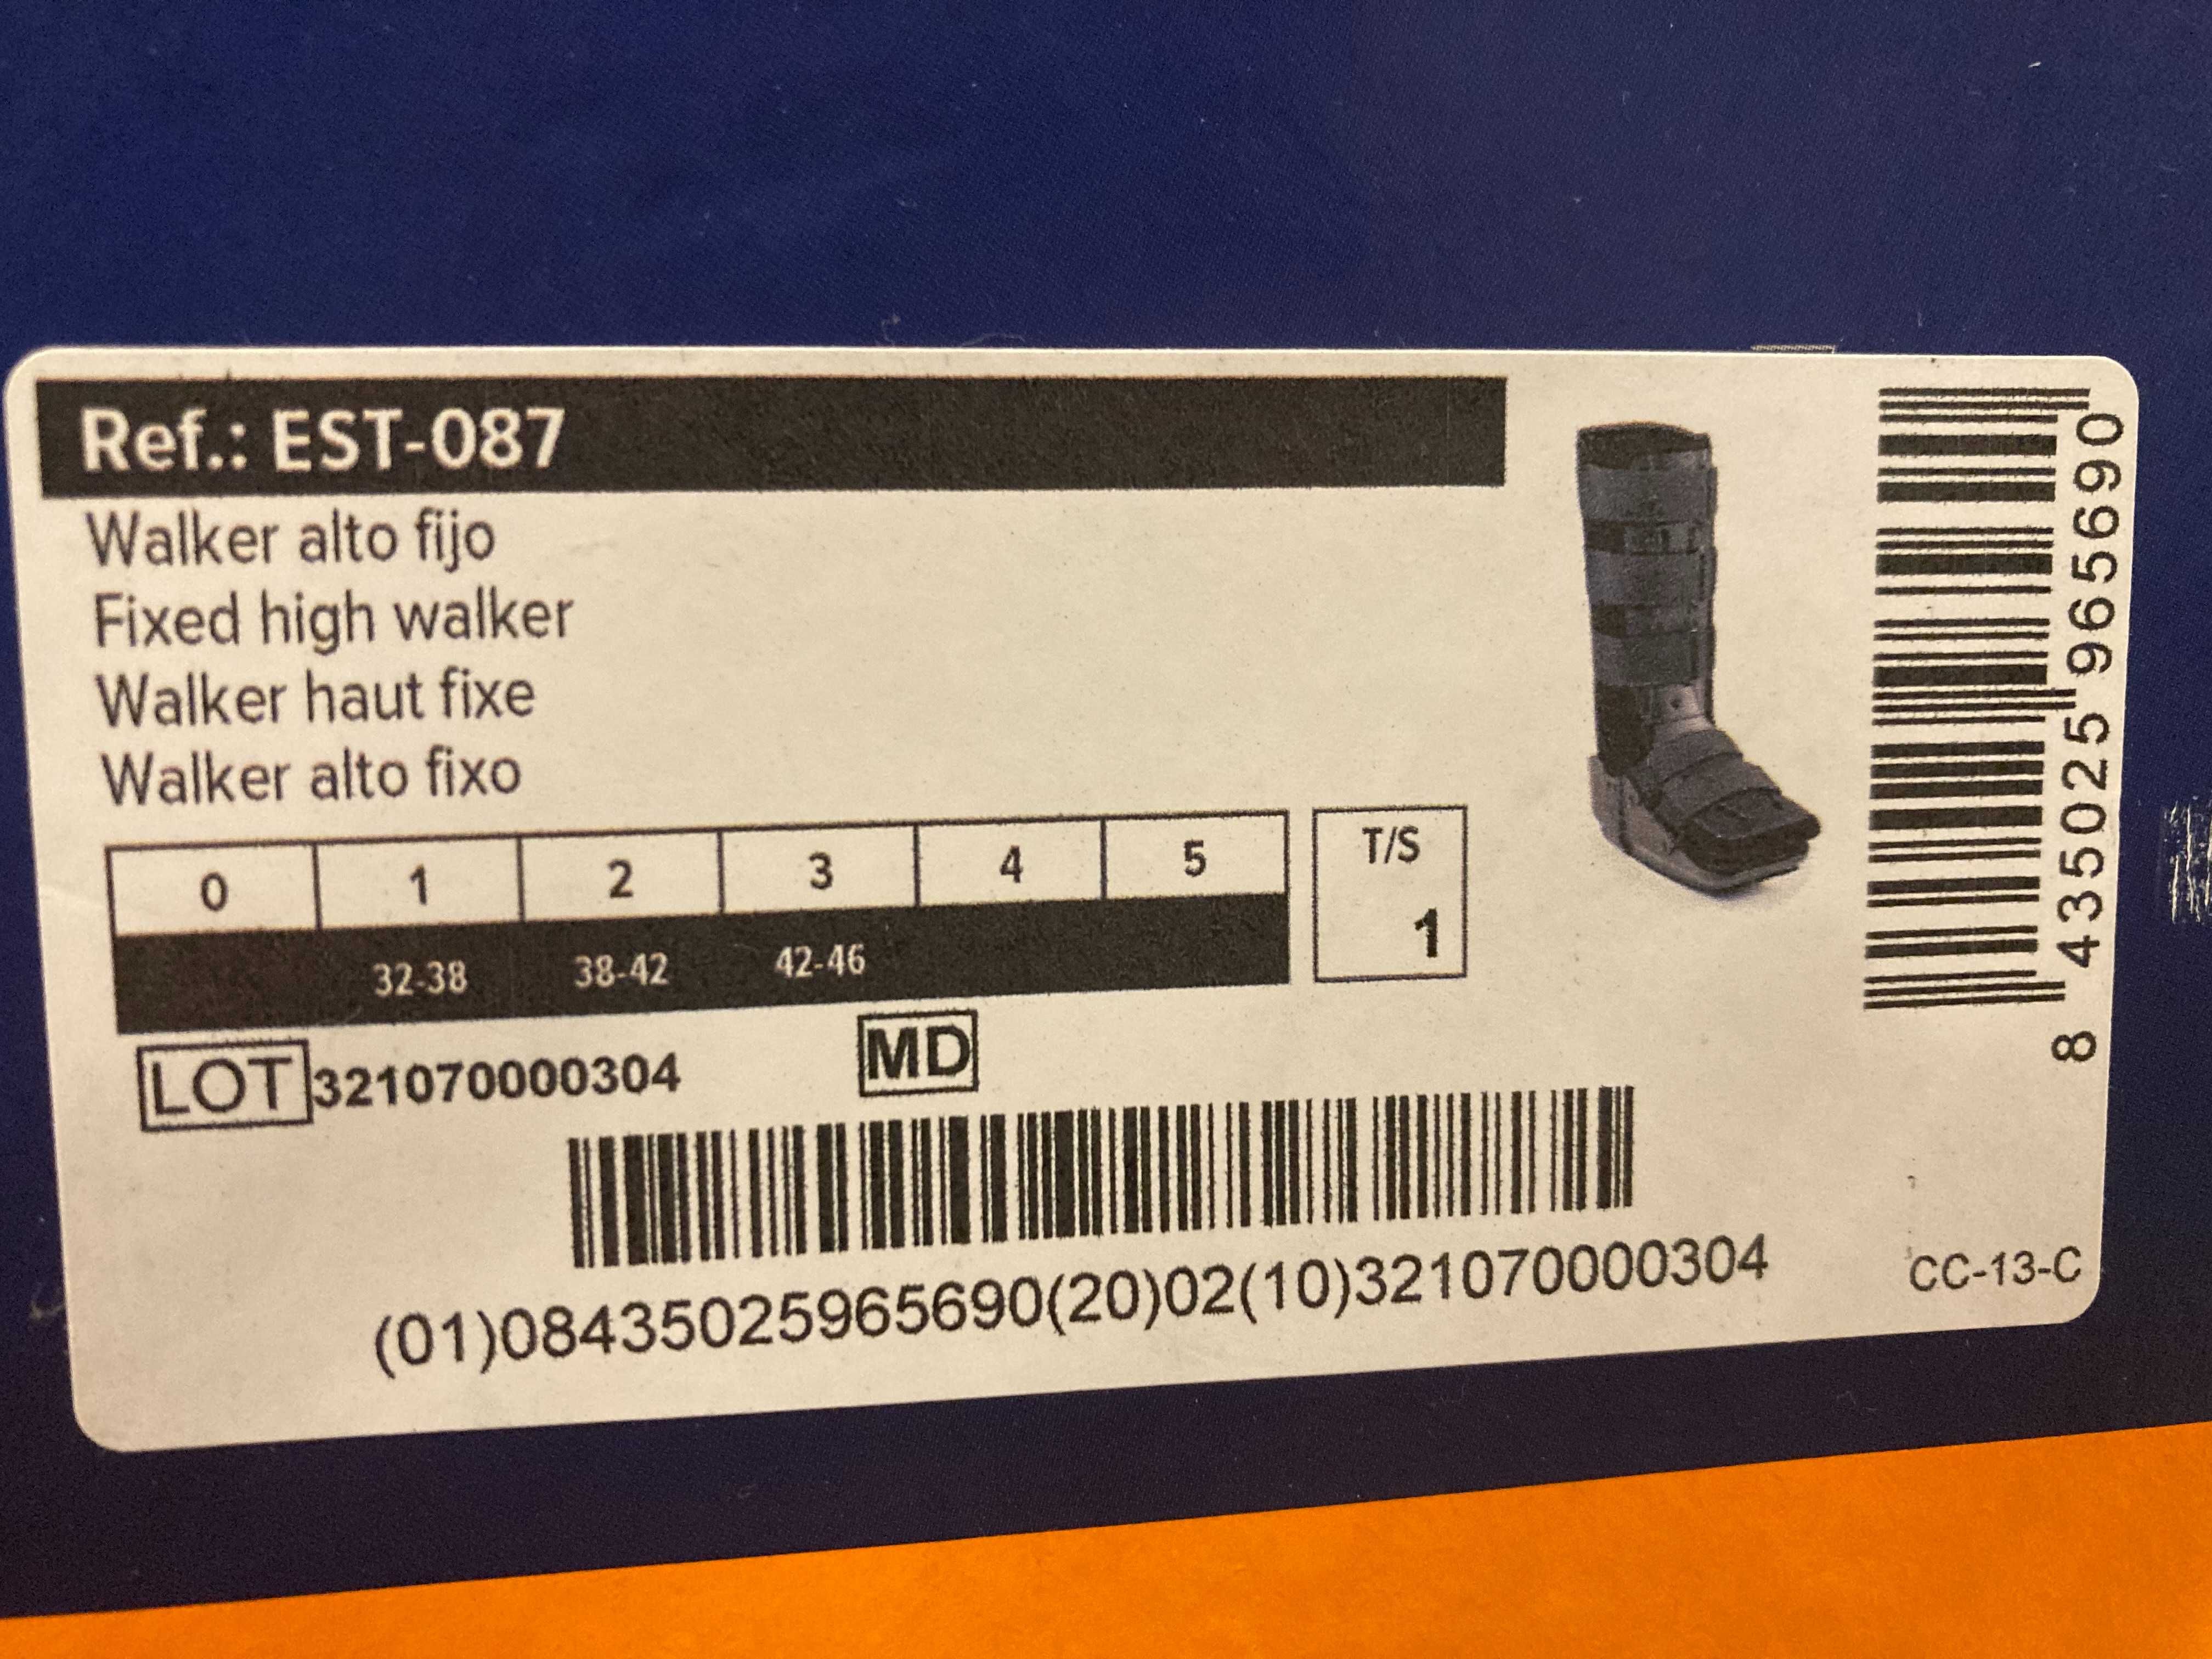 Ref.: EST-087
Walker alto fijo
Fixed high walker
Walker haut fixe
Walker alto fixo
0 1 2 3 4 5
32-38 38-42 42-46
T/S
1
LOT 321070000304
MD
(01)08435025965690(20)02(10)321070000304
CC-13-C
8 435025 965690